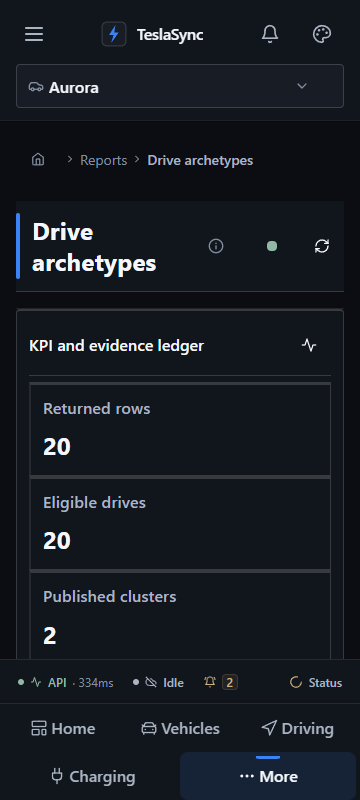 TeslaSync
Aurora
Reports
Drive archetypes
Drive
archetypes
KPI and evidence ledger
Returned rows
20
Eligible drives
20
Published clusters
2
API · 334ms
Idle
2
Status
Home
Vehicles
Driving
Charging
More